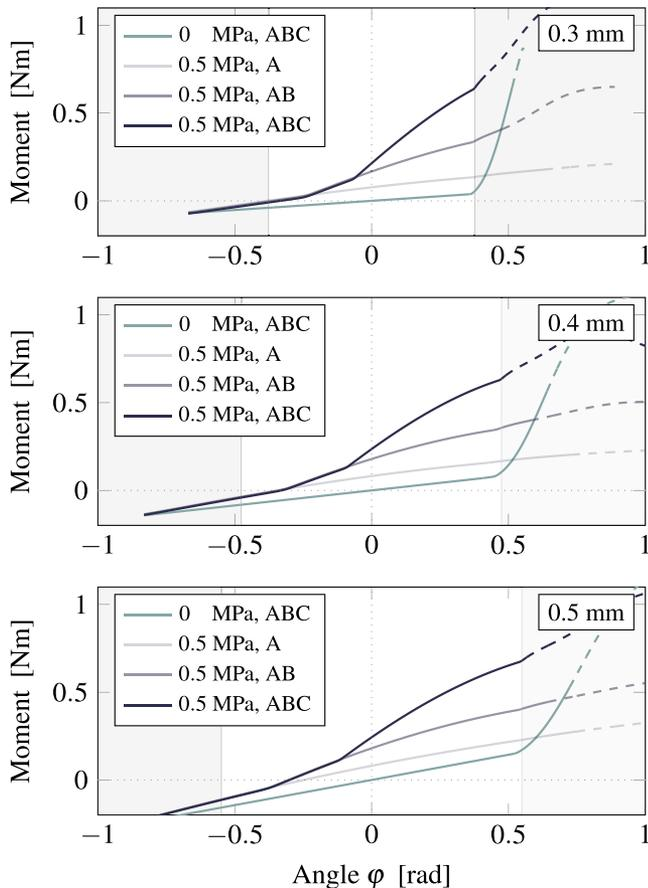 1
0.5
0
−1
−0.5
0
0.5
1
Moment [Nm]
0 MPa, ABC
0.5 MPa, A
0.5 MPa, AB
0.5 MPa, ABC
0.3 mm
1
0.5
0
−1
−0.5
0
0.5
1
Moment [Nm]
0 MPa, ABC
0.5 MPa, A
0.5 MPa, AB
0.5 MPa, ABC
0.4 mm
1
0.5
0
−1
−0.5
0
0.5
1
Moment [Nm]
0 MPa, ABC
0.5 MPa, A
0.5 MPa, AB
0.5 MPa, ABC
0.5 mm
Angle φ [rad]